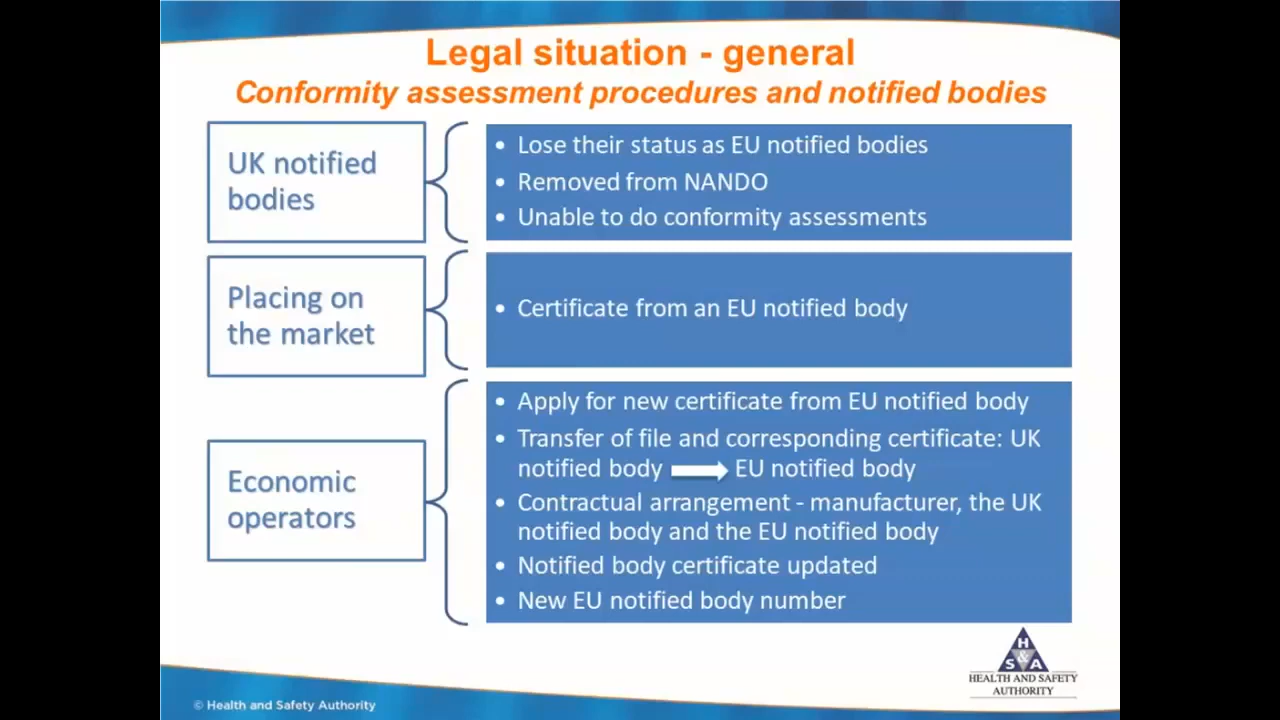 Legal situation - general
Conformity assessment procedures and notified bodies
UK notified
bodies
• Lose their status as EU notified bodies
• Removed from NANDO
• Unable to do conformity assessments
Placing on
the market
• Certificate from an EU notified body
Economic
operators
• Apply for new certificate from EU notified body
• Transfer of file and corresponding certificate: UK
notified body EU notified body
• Contractual arrangement - manufacturer, the UK
notified body and the EU notified body
• Notified body certificate updated
• New EU notified body number
H
S & A
HEALTH AND SAFETY
AUTHORITY
© Health and Safety Authority